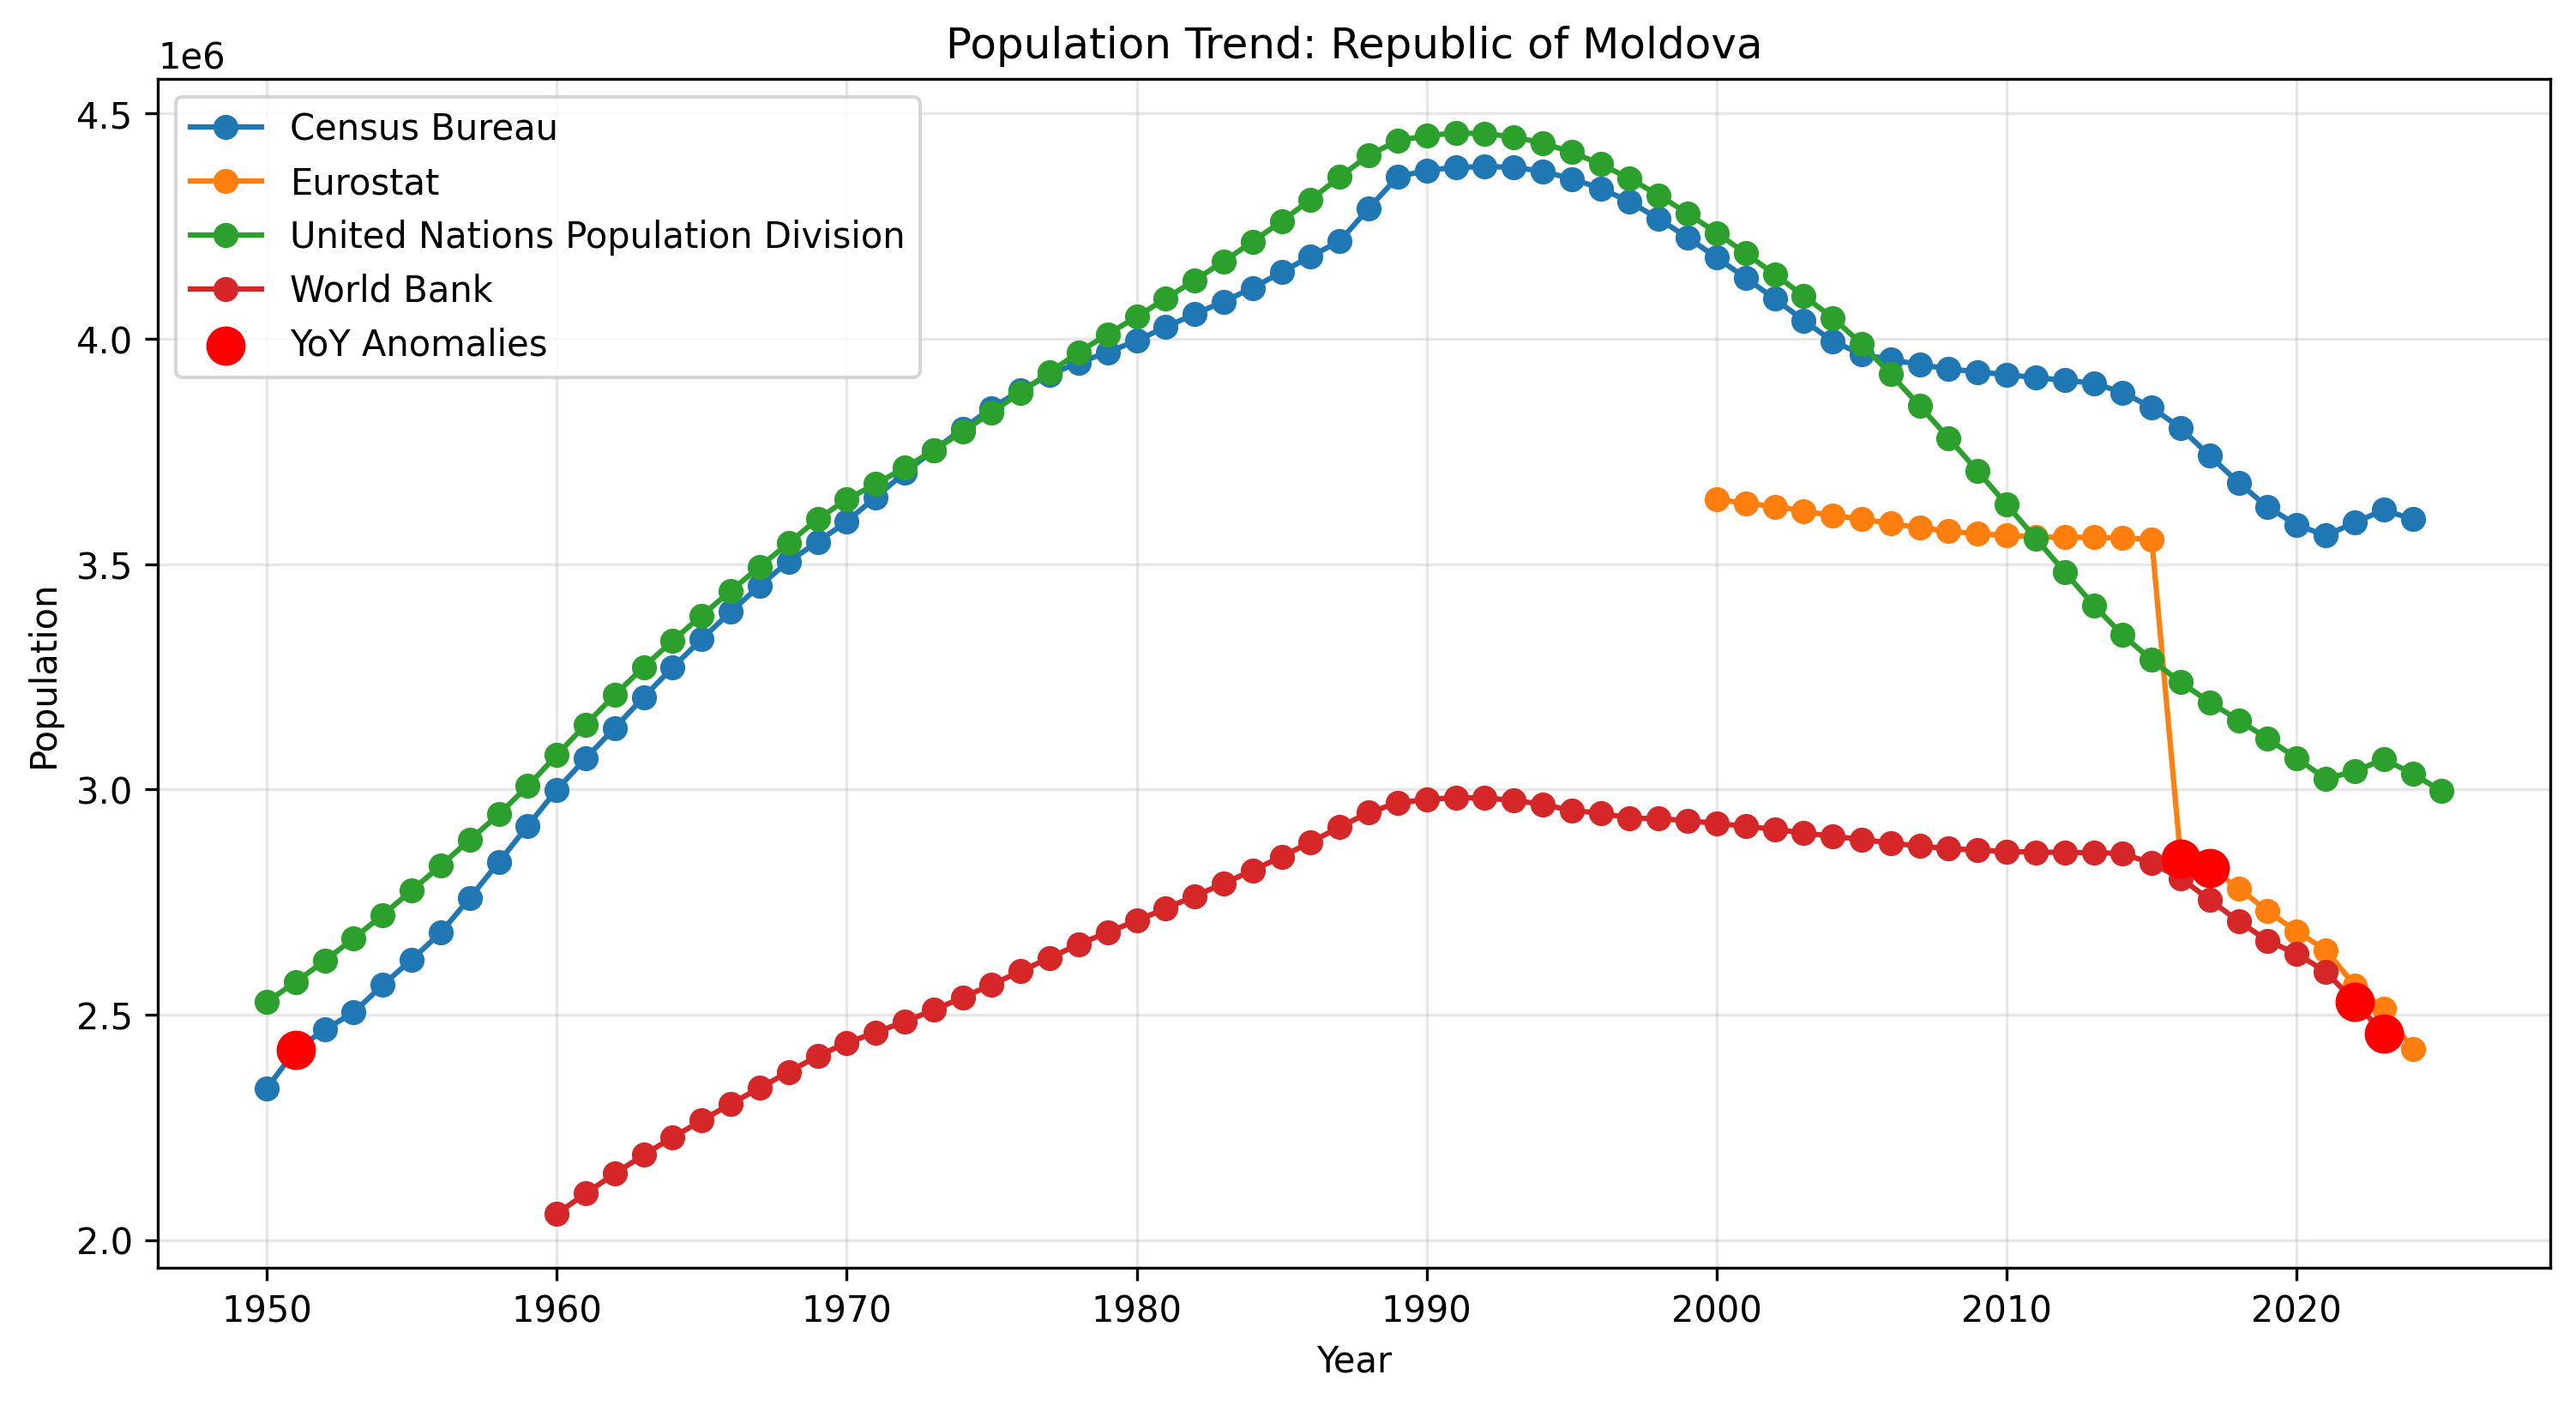 Population Trend: Republic of Moldova
1e6
Census Bureau
Eurostat
United Nations Population Division
World Bank
YoY Anomalies
4.5
4.0
3.5
3.0
2.5
2.0
Population
1950 1960 1970 1980 1990 2000 2010 2020
Year